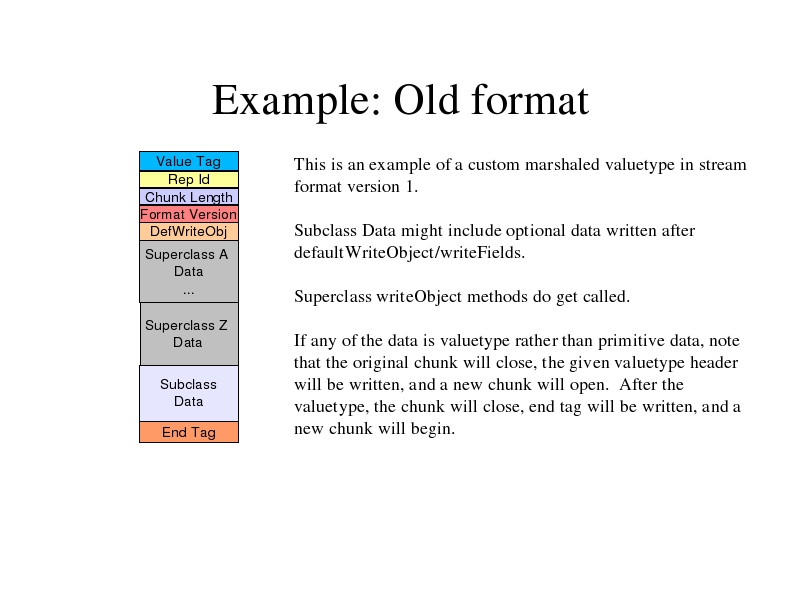 Example: Old format
Value Tag
Rep Id
Chunk Length
Format Version
DefWriteObj
Superclass A
Data
...
Superclass Z
Data
Subclass
Data
End Tag
This is an example of a custom marshaled valuetype in stream
format version 1.
Subclass Data might include optional data written after
defaultWriteObject/writeFields.
Superclass writeObject methods do get called.
If any of the data is valuetype rather than primitive data, note
that the original chunk will close, the given valuetype header
will be written, and a new chunk will open.  After the
valuetype, the chunk will close, end tag will be written, and a
new chunk will begin.